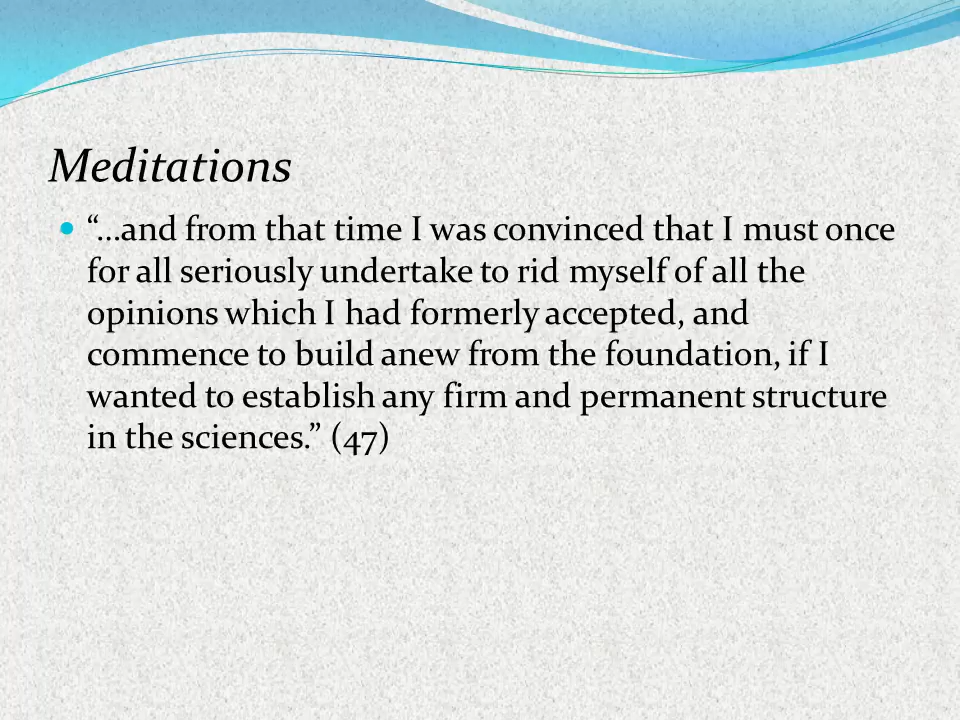 Meditations
• “…and from that time I was convinced that I must once
for all seriously undertake to rid myself of all the
opinions which I had formerly accepted, and
commence to build anew from the foundation, if I
wanted to establish any firm and permanent structure
in the sciences.” (47)